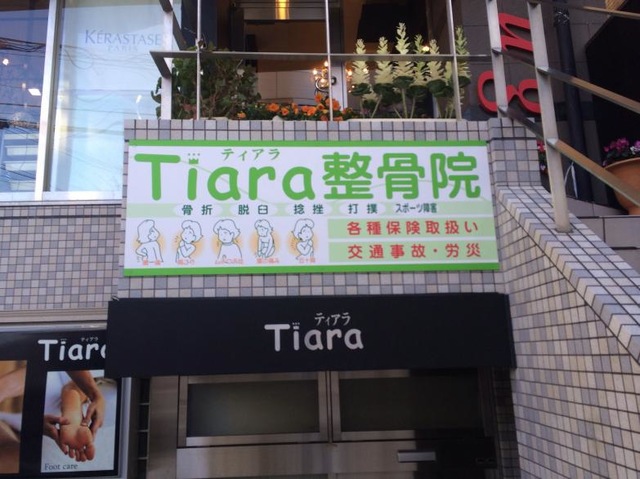 KÉRASTASE
PARIS
ティアラ
Tiara整骨院
骨折 脱臼 捻挫 打撲 スポーツ障害
各種保険取扱い
交通事故・労災
ティアラ
Tiara
ティアラ
Tiara
Foot care